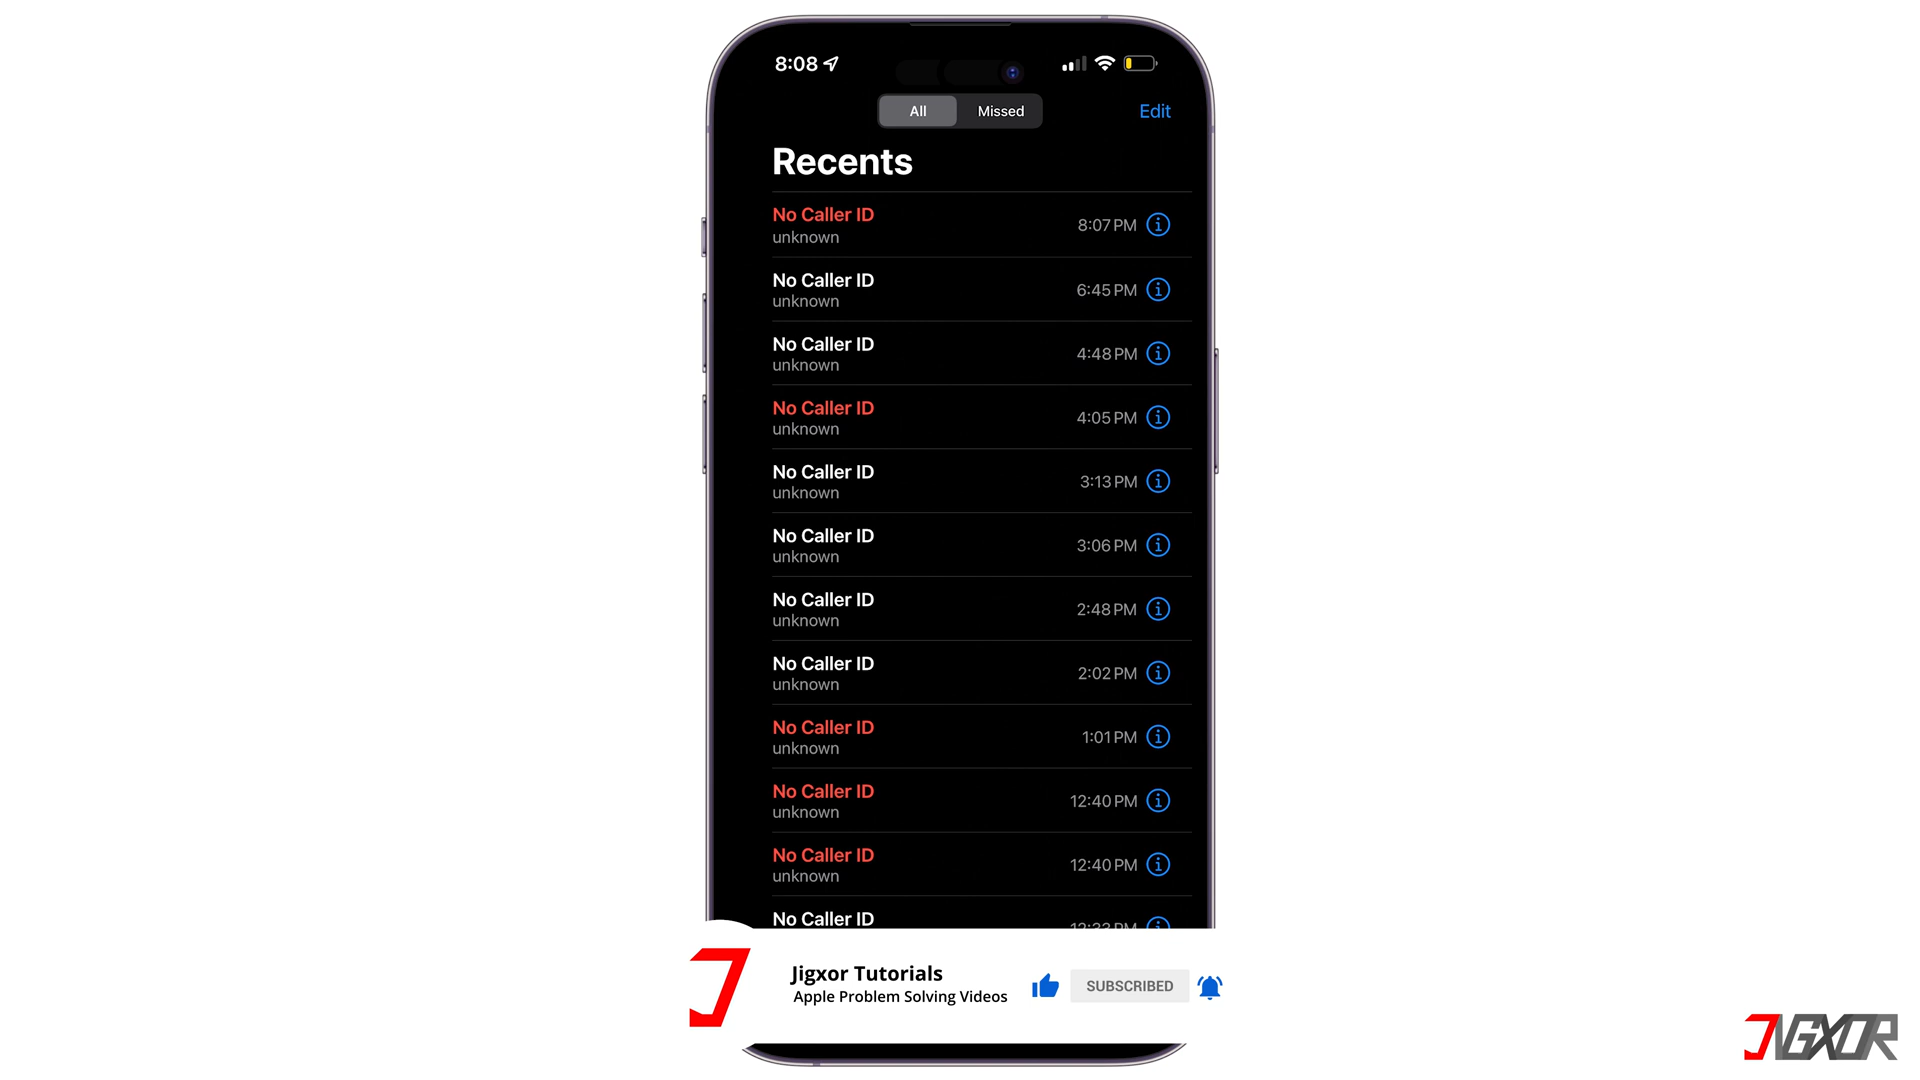 8:08
All Missed Edit
Recents
No Caller ID
unknown
8:07 PM
No Caller ID
unknown
6:45 PM
No Caller ID
unknown
4:48 PM
No Caller ID
unknown
4:05 PM
No Caller ID
unknown
3:13 PM
No Caller ID
unknown
3:06 PM
No Caller ID
unknown
2:48 PM
No Caller ID
unknown
2:02 PM
No Caller ID
unknown
1:01 PM
No Caller ID
unknown
12:40 PM
No Caller ID
unknown
12:40 PM
No Caller ID
Jigxor Tutorials
Apple Problem Solving Videos
SUBSCRIBED
JIGXOR